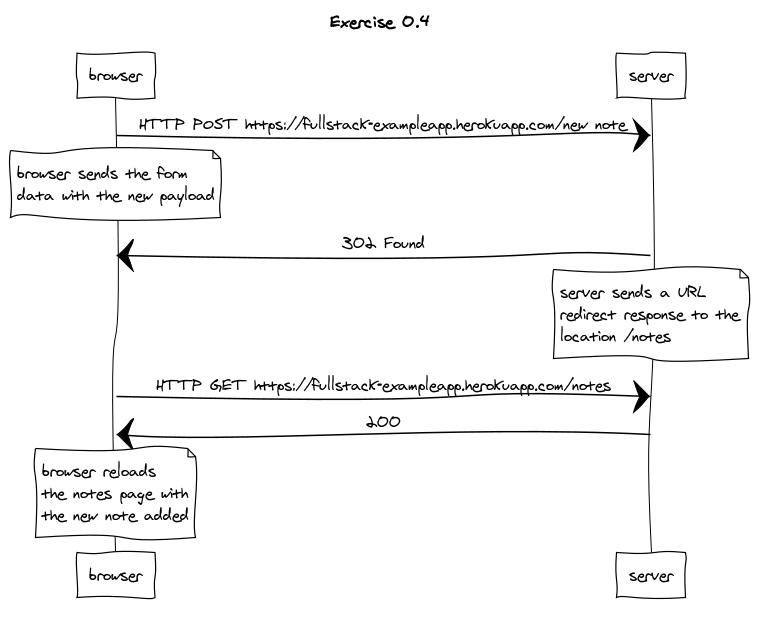 Exercise 0.4
browser
server
HTTP POST https://fullstack-exampleapp.herokuapp.com/new note
browser sends the form
data with the new payload
302 Found
server sends a URL
redirect response to the
location /notes
HTTP GET https://fullstack-exampleapp.herokuapp.com/notes
200
browser reloads
the notes page with
the new note added
browser
server